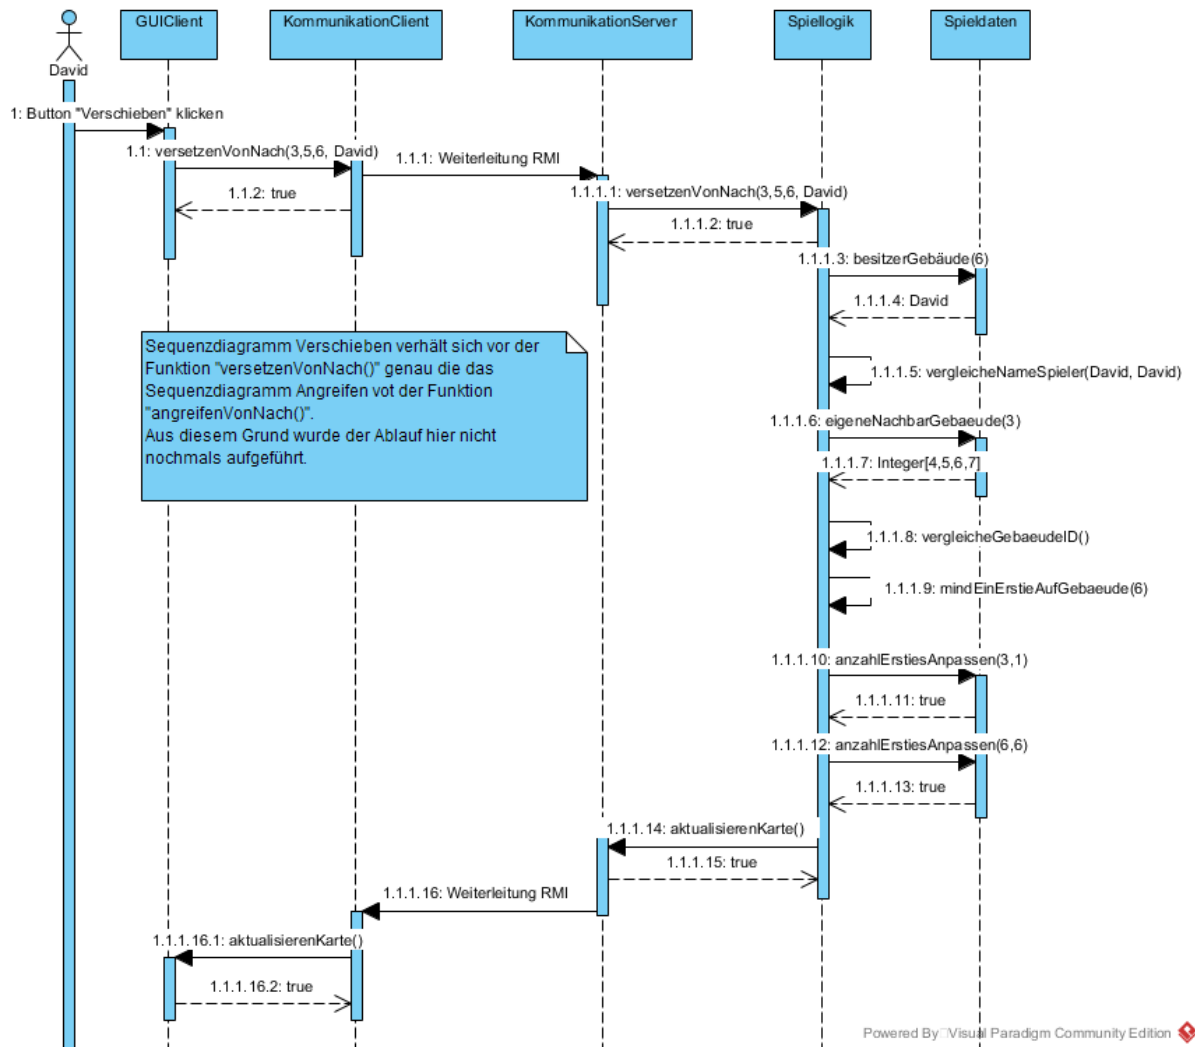 GUIClient
KommunikationClient
KommunikationServer
Spiellogik
Spieldaten
David
1: Button "Verschieben" klicken
1.1: versetzenVonNach(3,5,6, David)
1.1.1: Weiterleitung RMI
1.1.2: true
1.1.1.1: versetzenVonNach(3,5,6, David)
1.1.1.2: true
1.1.1.3: besitzerGebäude(6)
1.1.1.4: David
Sequenzdiagramm Verschieben verhält sich vor der
Funktion "versetzenVonNach()" genau die das
Sequenzdiagramm Angreifen vot der Funktion
"angreifenVonNach()".
Aus diesem Grund wurde der Ablauf hier nicht
nochmals aufgeführt.
1.1.1.5: vergleicheNameSpieler(David, David)
1.1.1.6: eigeneNachbarGebaeude(3)
1.1.1.7: Integer[4,5,6,7]
1.1.1.8: vergleicheGebaeudeID()
1.1.1.9: mindEinErstieAufGebaeude(6)
1.1.1.10: anzahlErstiesAnpassen(3,1)
1.1.1.11: true
1.1.1.12: anzahlErstiesAnpassen(6,6)
1.1.1.13: true
1.1.1.14: aktualisierenKarte()
1.1.1.15: true
1.1.1.16: Weiterleitung RMI
1.1.1.16.1: aktualisierenKarte()
1.1.1.16.2: true
Powered By Visual Paradigm Community Edition